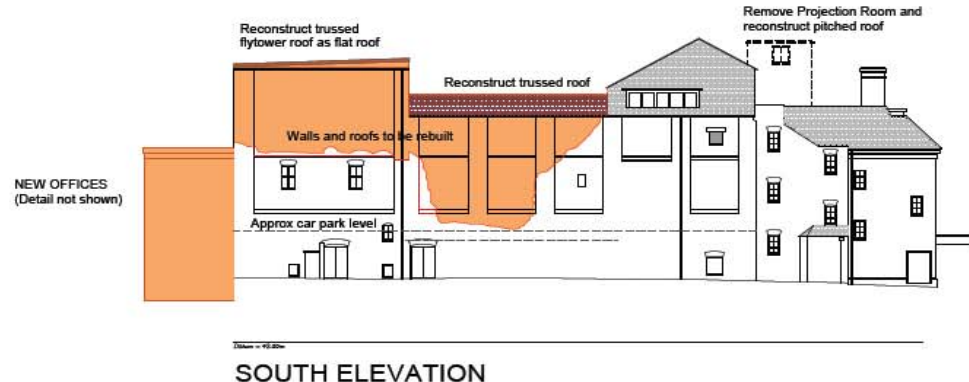 Reconstruct trussed
flytower roof as flat roof
Remove Projection Room and
reconstruct pitched roof
Reconstruct trussed roof
Walls and roofs to be rebuilt
NEW OFFICES
(Detail not shown)
Approx car park level
SOUTH ELEVATION